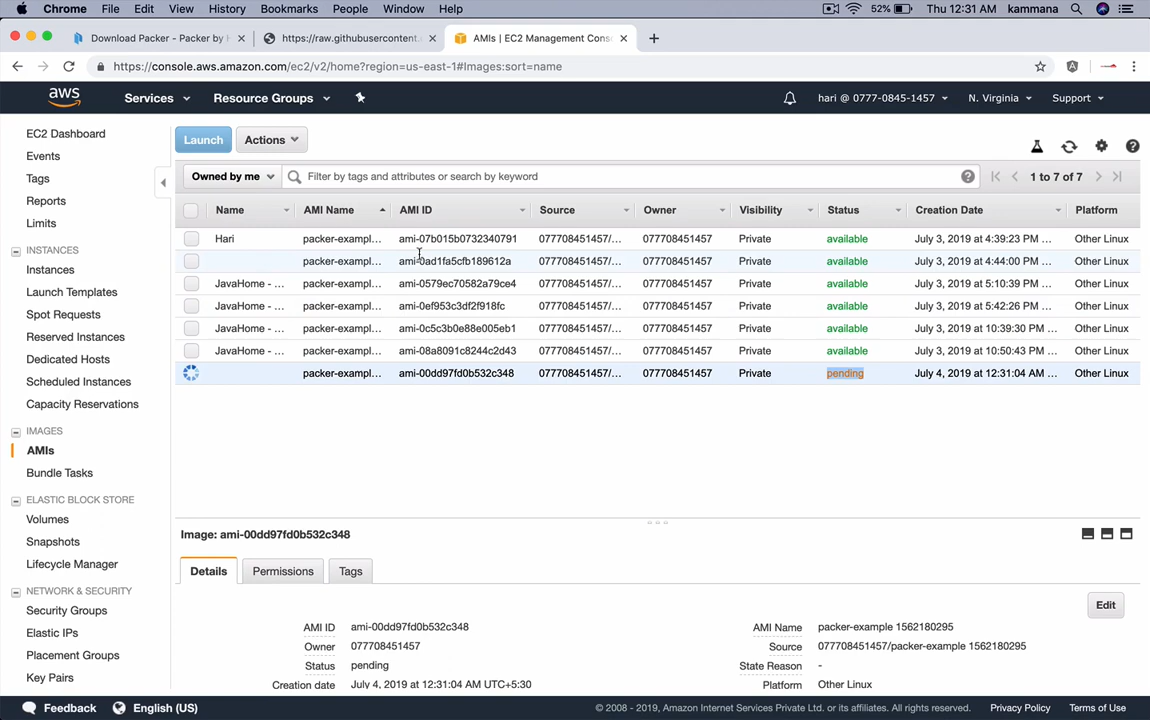 Chrome File Edit View History Bookmarks People Window Help 52% Thu 12:31 AM kammana
Download Packer - Packer by H
https://raw.githubusercontent.
AMIs | EC2 Management Cons
https://console.aws.amazon.com/ec2/v2/home?region=us-east-1#Images:sort=name
aws Services Resource Groups hari @ 0777-0845-1457 N. Virginia Support
EC2 Dashboard
Events
Tags
Reports
Limits
INSTANCES
Instances
Launch Templates
Spot Requests
Reserved Instances
Dedicated Hosts
Scheduled Instances
Capacity Reservations
IMAGES
AMIs
Bundle Tasks
ELASTIC BLOCK STORE
Volumes
Snapshots
Lifecycle Manager
NETWORK & SECURITY
Security Groups
Elastic IPs
Placement Groups
Key Pairs
Launch Actions
Owned by me Filter by tags and attributes or search by keyword 1 to 7 of 7
Name AMI Name AMI ID Source Owner Visibility Status Creation Date Platform
Hari packer-exampl... ami-07b015b0732340791 077708451457/... 077708451457 Private available July 3, 2019 at 4:39:23 PM ... Other Linux
packer-exampl... ami-0ad1fa5cfb189612a 077708451457/... 077708451457 Private available July 3, 2019 at 4:44:00 PM ... Other Linux
JavaHome - ... packer-exampl... ami-0579ec70582a79ce4 077708451457/... 077708451457 Private available July 3, 2019 at 5:10:39 PM ... Other Linux
JavaHome - ... packer-exampl... ami-0ef953c3df2f918fc 077708451457/... 077708451457 Private available July 3, 2019 at 5:42:26 PM ... Other Linux
JavaHome - ... packer-exampl... ami-0c5c3b0e88e005eb1 077708451457/... 077708451457 Private available July 3, 2019 at 10:39:30 PM ... Other Linux
JavaHome - ... packer-exampl... ami-08a8091c8244c2d43 077708451457/... 077708451457 Private available July 3, 2019 at 10:50:43 PM ... Other Linux
packer-exampl... ami-00dd97fd0b532c348 077708451457/... 077708451457 Private pending July 4, 2019 at 12:31:04 AM ... Other Linux
Image: ami-00dd97fd0b532c348
Details Permissions Tags
Edit
AMI ID ami-00dd97fd0b532c348 AMI Name packer-example 1562180295
Owner 077708451457 Source 077708451457/packer-example 1562180295
Status pending State Reason -
Creation date July 4, 2019 at 12:31:04 AM UTC+5:30 Platform Other Linux
Feedback English (US) © 2008 - 2019, Amazon Internet Services Private Ltd. or its affiliates. All rights reserved. Privacy Policy Terms of Use